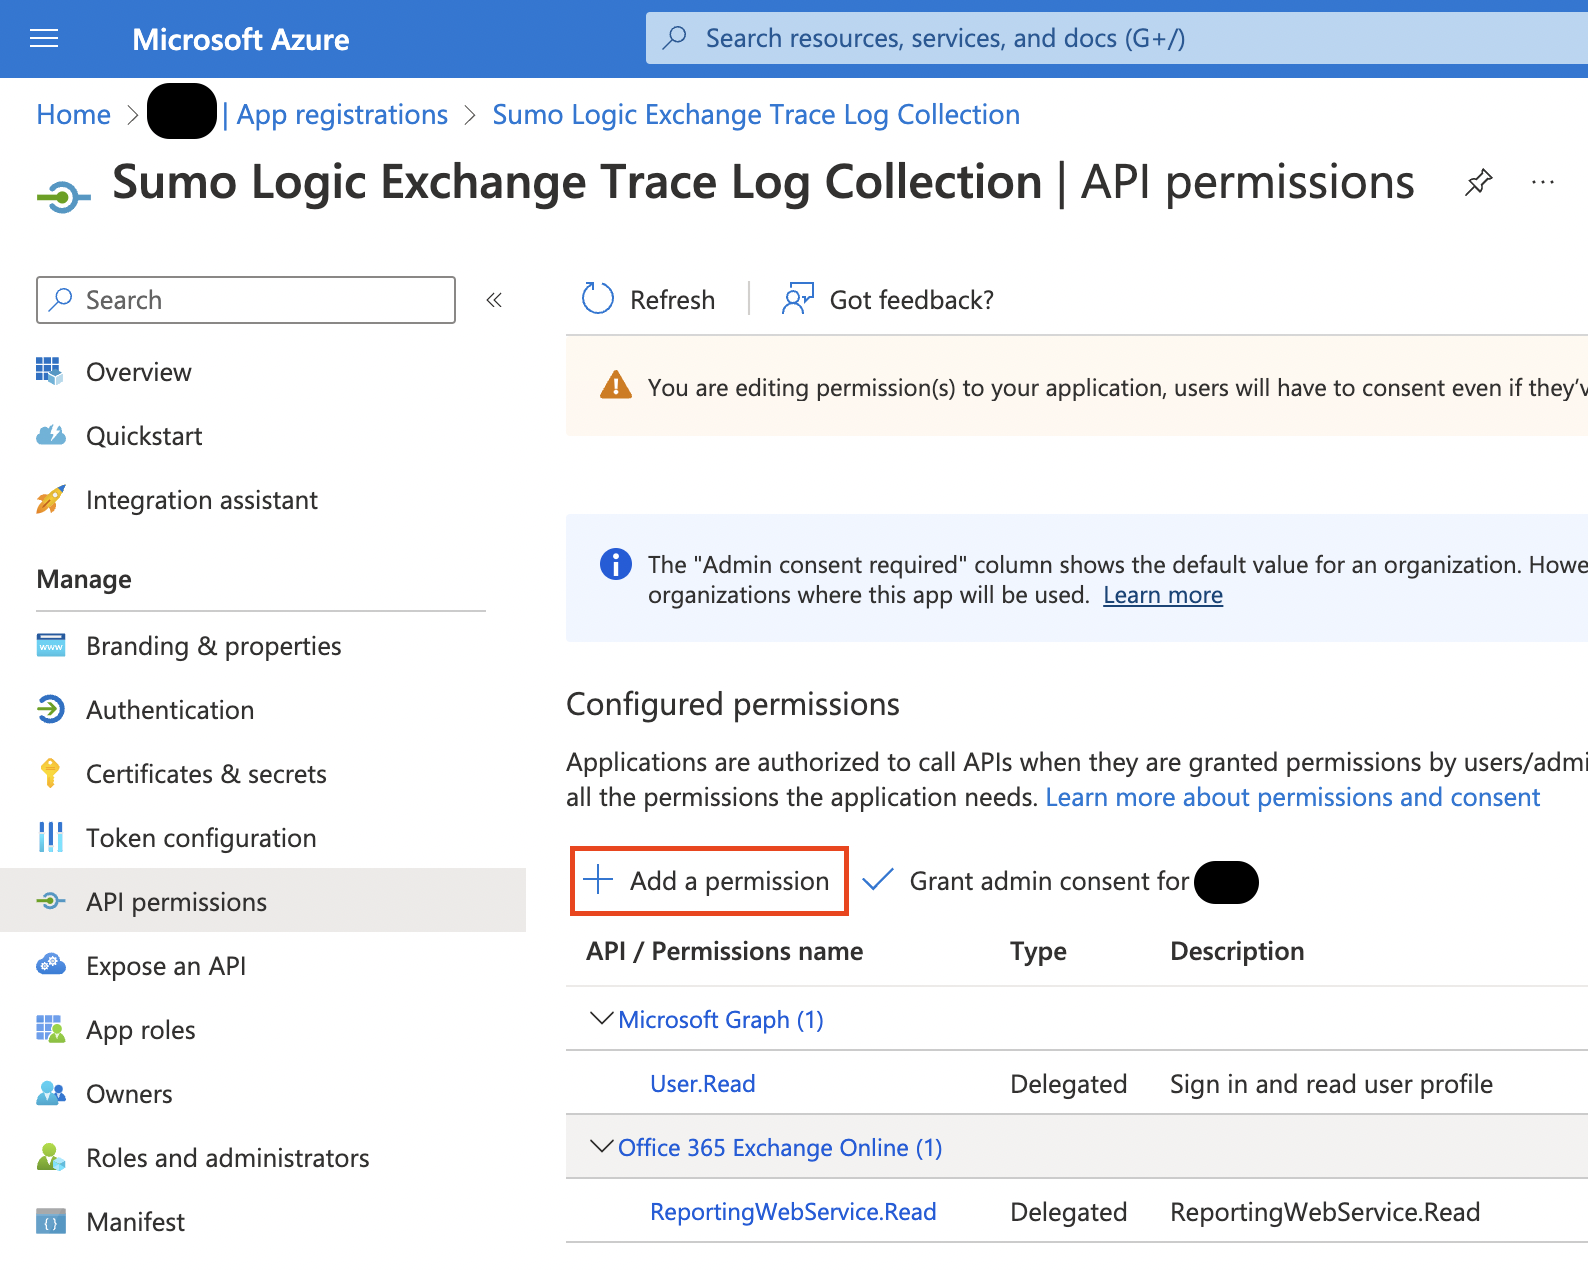 Microsoft Azure
Search resources, services, and docs (G+/)
Home > | App registrations > Sumo Logic Exchange Trace Log Collection
Sumo Logic Exchange Trace Log Collection | API permissions
Search
«
Refresh
Got feedback?
You are editing permission(s) to your application, users will have to consent even if they'v
Overview
Quickstart
Integration assistant
The "Admin consent required" column shows the default value for an organization. Howe
organizations where this app will be used. Learn more
Manage
Branding & properties
Authentication
Certificates & secrets
Token configuration
API permissions
Expose an API
App roles
Owners
Roles and administrators
Manifest
Configured permissions
Applications are authorized to call APIs when they are granted permissions by users/admi
all the permissions the application needs. Learn more about permissions and consent
Add a permission
Grant admin consent for
API / Permissions name Type Description
Microsoft Graph (1)
User.Read Delegated Sign in and read user profile
Office 365 Exchange Online (1)
ReportingWebService.Read Delegated ReportingWebService.Read